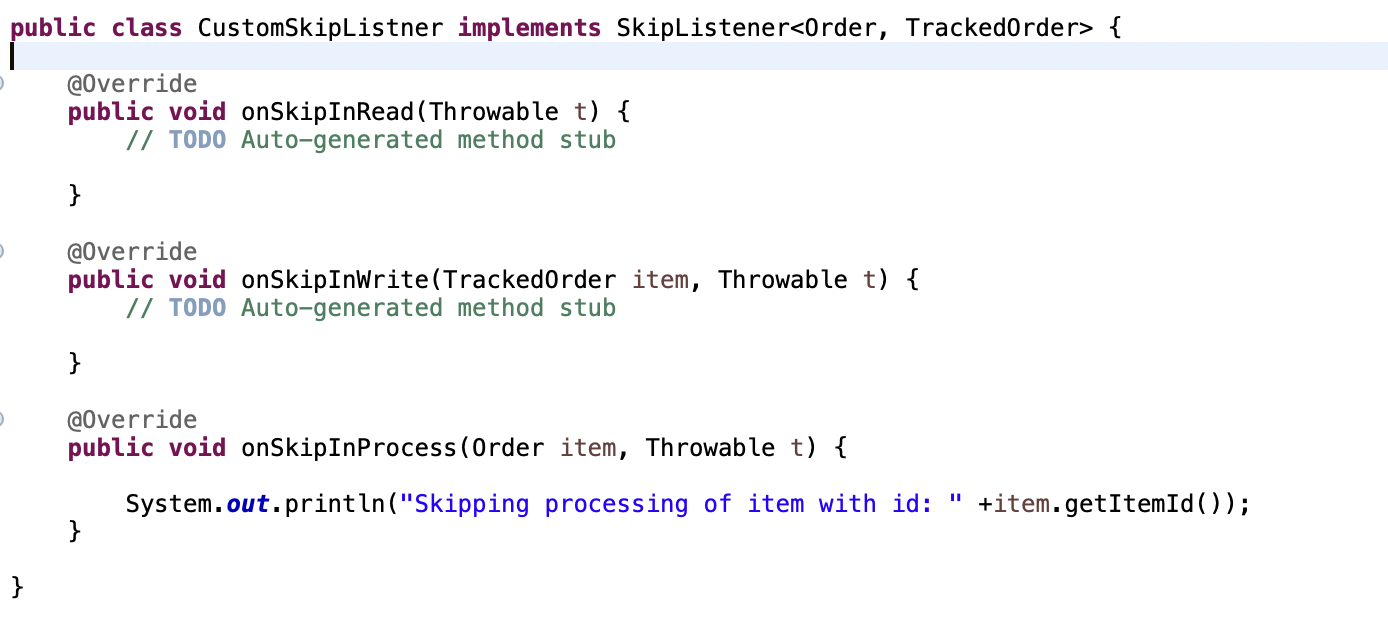 public class CustomSkipListner implements SkipListener<Order, TrackedOrder> {
@Override
public void onSkipInRead(Throwable t) {
// TODO Auto-generated method stub
}
@Override
public void onSkipInWrite(TrackedOrder item, Throwable t) {
// TODO Auto-generated method stub
}
@Override
public void onSkipInProcess(Order item, Throwable t) {
System.out.println("Skipping processing of item with id: " +item.getItemId());
}
}